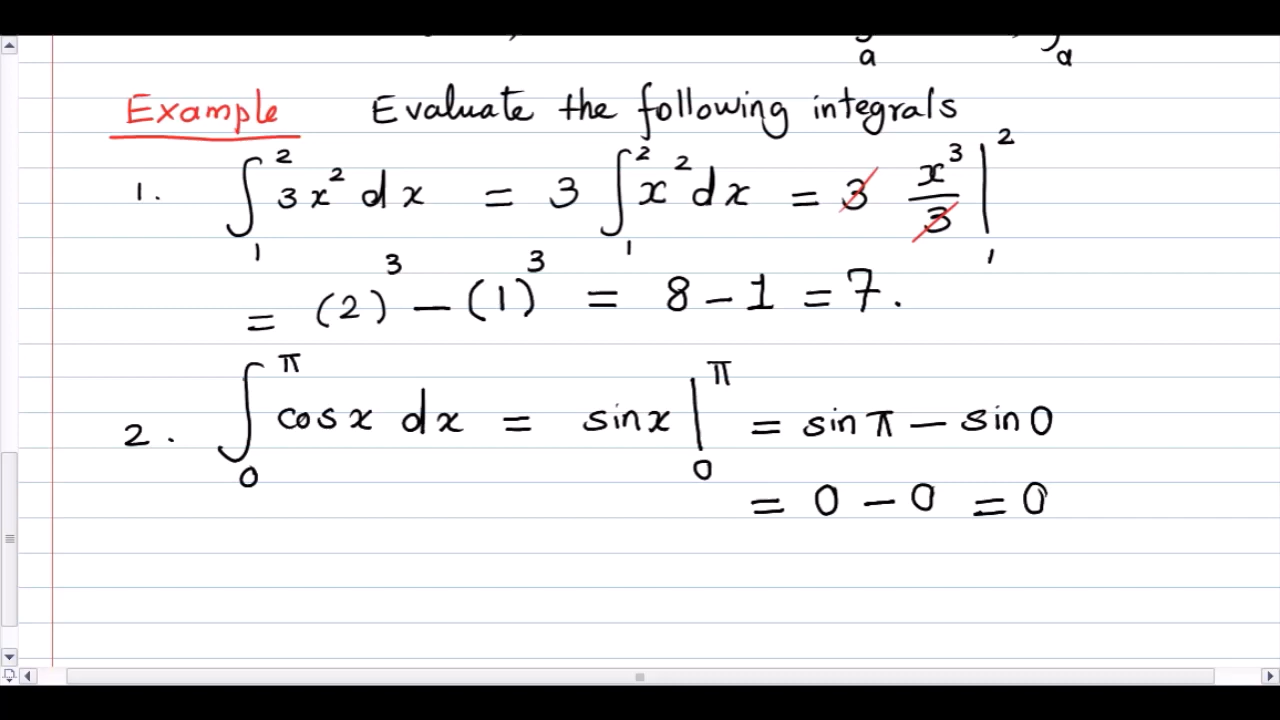 a a
Example Evaluate the following integrals
1. ∫₁² 3x² dx = 3 ∫₁² x² dx = 3 x³/3 |₁²
= (2)³ − (1)³ = 8 − 1 = 7.
2. ∫₀^π cos x dx = sin x |₀^π = sin π − sin 0
= 0 − 0 = 0